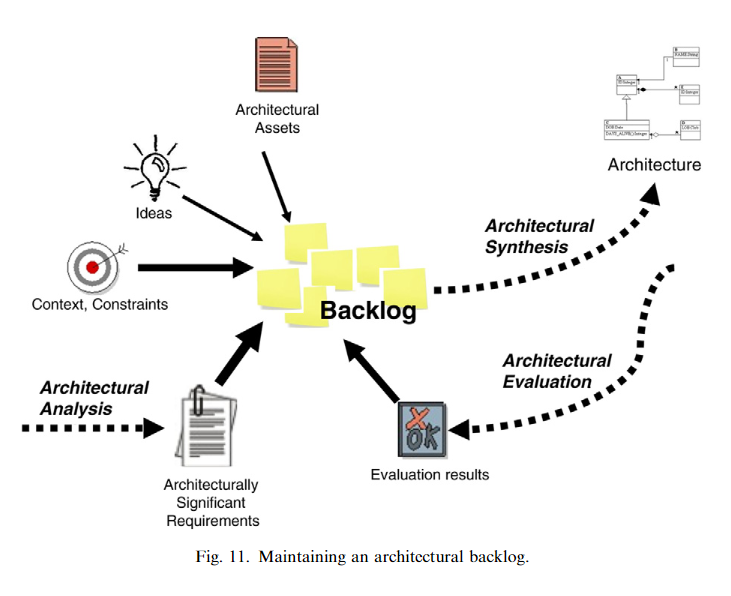 Architectural
Assets
Ideas
Context, Constraints
Backlog
Architectural
Analysis
Architecturally
Significant
Requirements
Evaluation results
Architecture
Architectural
Synthesis
Architectural
Evaluation
Fig. 11. Maintaining an architectural backlog.
OK